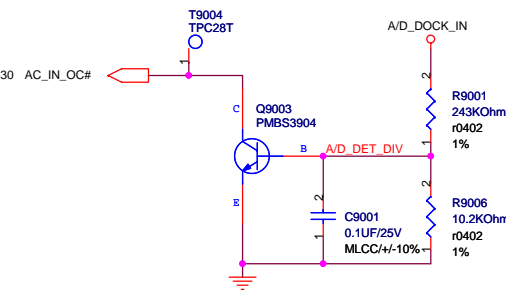 T9004
TPC28T
A/D_DOCK_IN
1
30 AC_IN_OC#
2
R9001
243KOhm
r0402
1%
1
C
Q9003
PMBS3904
B
A/D_DET_DIV
E
2
C9001
0.1UF/25V
MLCC/+/-10%
1
2
R9006
10.2KOhm
r0402
1%
1